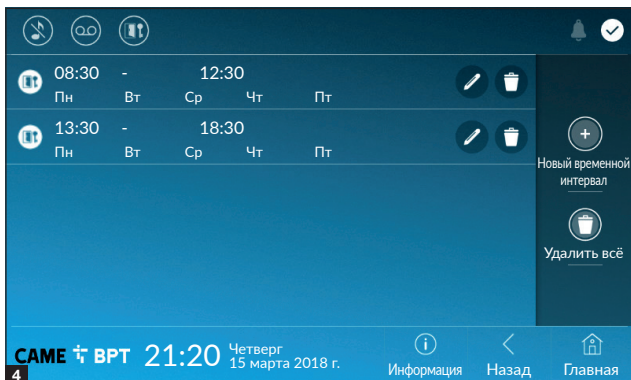 08:30 - 12:30
Пн Вт Ср Чт Пт
13:30 - 18:30
Пн Вт Ср Чт Пт
Новый временной
интервал
Удалить всё
CAME BPT 21:20 Четверг
15 марта 2018 г.
Информация Назад Главная
4